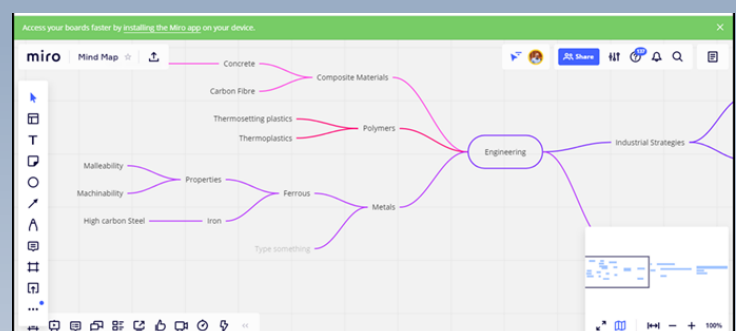 Access your boards faster by installing the Miro app on your device.
miro
Mind Map
Share
137
Concrete
Composite Materials
Carbon Fibre
Thermosetting plastics
Polymers
Thermoplastics
Engineering
Industrial Strategies
Malleability
Properties
Machinability
Ferrous
Metals
High carbon Steel
Iron
Type something
100%